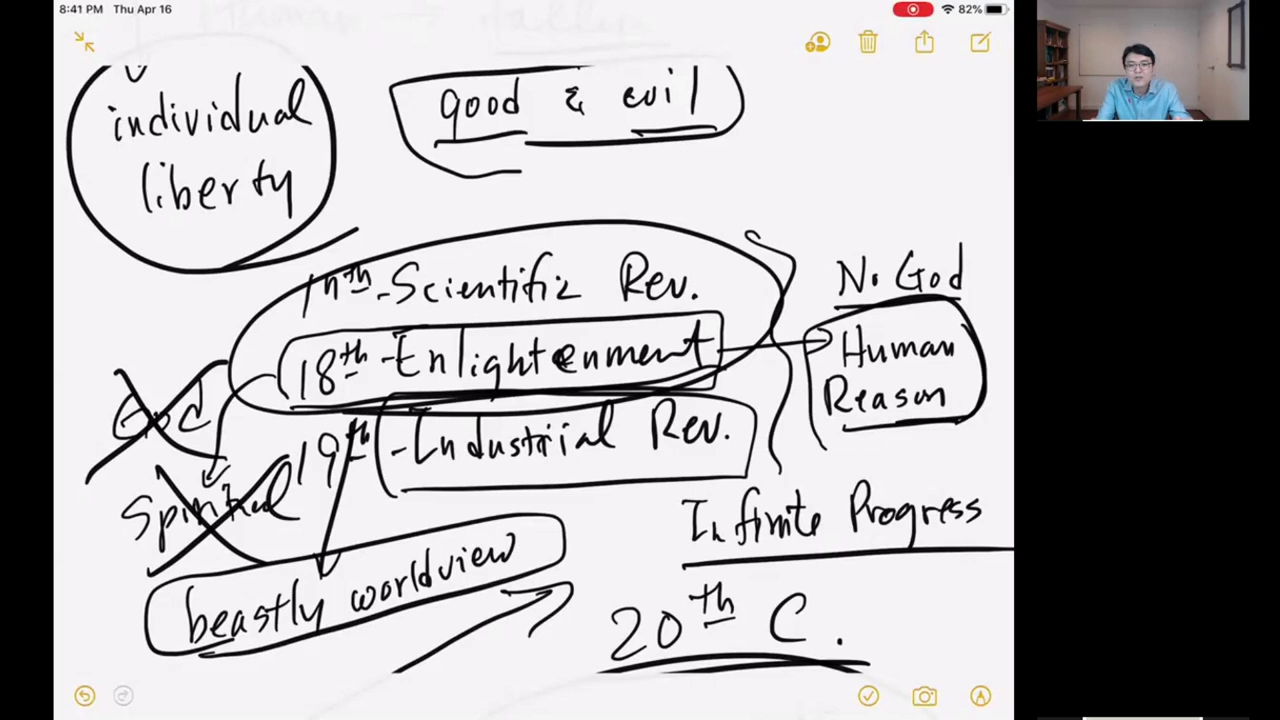 8:41 PM Thu Apr 16
82%
individual
liberty
good & evil
th-Scientific Rev.
18th-Enlightenment
19th-Industrial Rev.
No God
Human
Reason
God
Spiritual
Infinite Progress
beastly worldview
20th C.